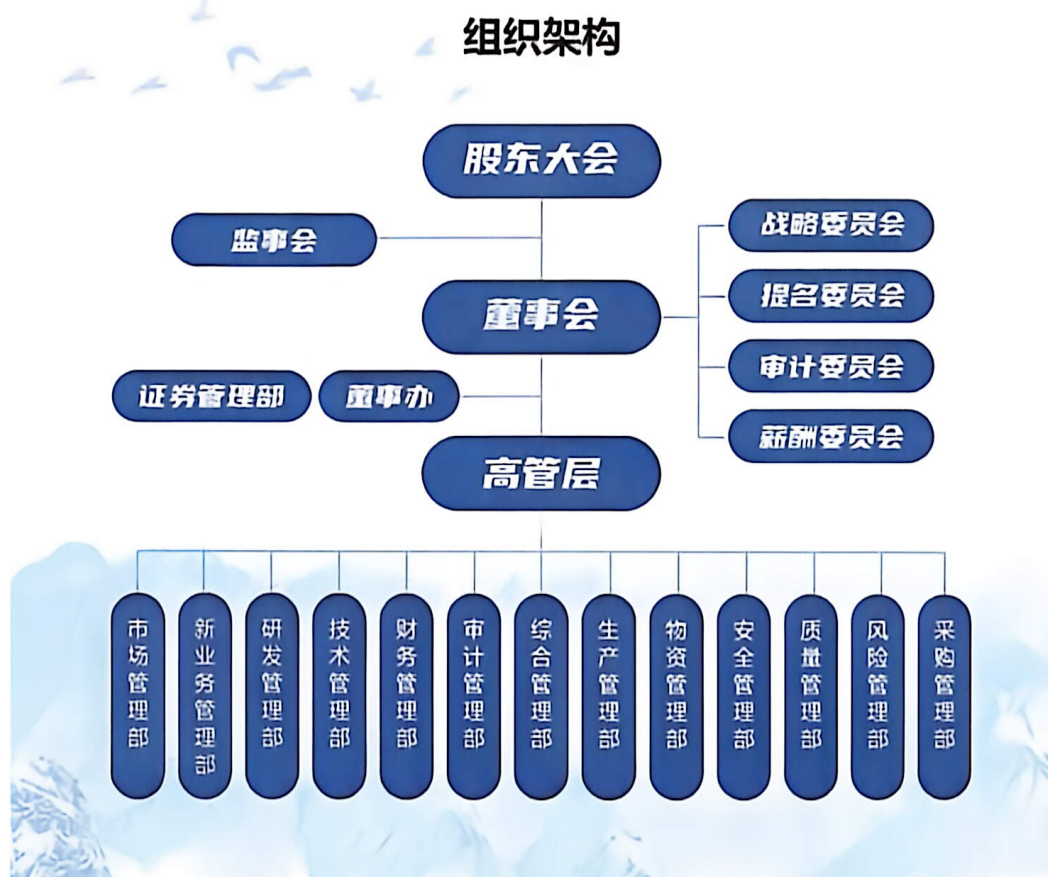 组织架构
股东大会
监事会
战略委员会
提名委员会
董事会
审计委员会
证券管理部
董事办
薪酬委员会
高管层
市场管理部
新业务管理部
研发管理部
技术管理部
财务管理部
审计管理部
综合管理部
生产管理部
物资管理部
安全管理部
质量管理部
风险管理部
采购管理部